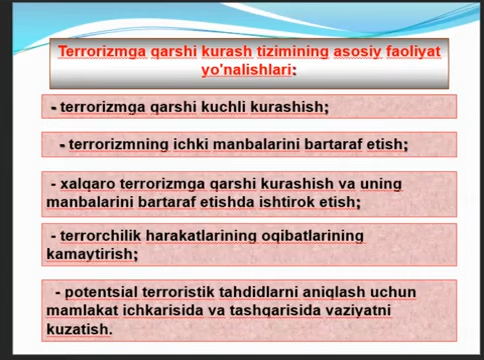 Terrorizmga qarshi kurash tizimining asosiy faoliyat
yo'nalishlari;
- terrorizmga qarshi kuchli kurashish;
- terrorizmning ichki manbalarini bartaraf etish;
- xalqaro terrorizmga qarshi kurashish va uning
manbalarini bartaraf etishda ishtirok etish;
- terrorchilik harakatlarining oqibatlarining
kamaytirish;
- potentsial terroristik tahdidlarni aniqlash uchun
mamlakat ichkarisida va tashqarisida vaziyatni
kuzatish.